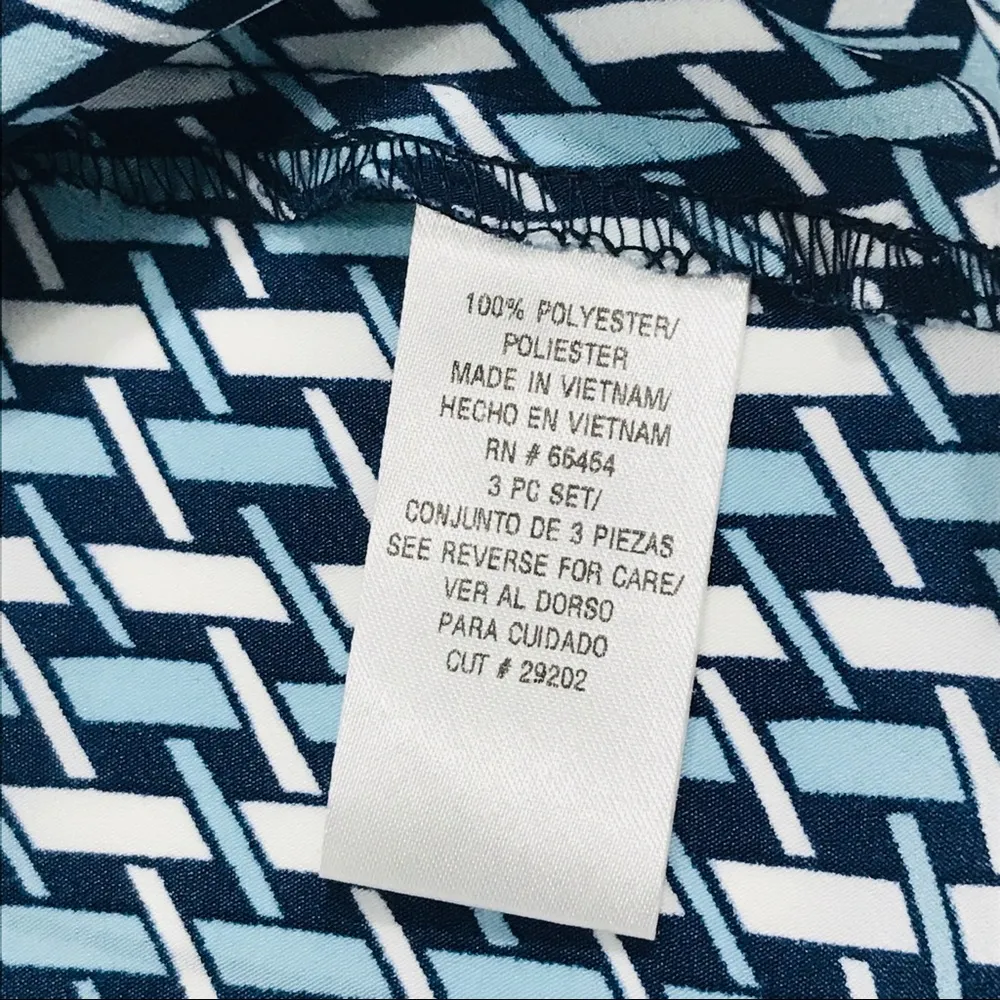 100% POLYESTER/
POLIESTER
MADE IN VIETNAM/
HECHO EN VIETNAM
RN # 66464
3 PC SET/
CONJUNTO DE 3 PIEZAS
SEE REVERSE FOR CARE/
VER AL DORSO
PARA CUIDADO
CUT # 29202